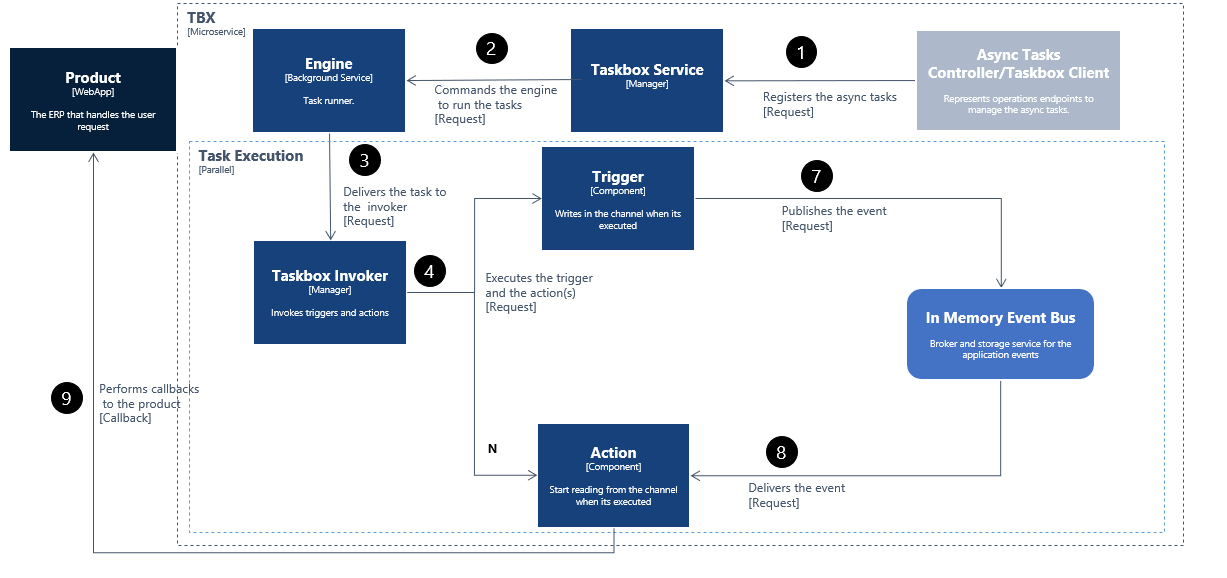 TBX
[Microservice]
Product
[WebApp]
The ERP that handles the user
request
Engine
[Background Service]
Task runner.
2
Commands the engine
to run the tasks
[Request]
Taskbox Service
[Manager]
1
Registers the async tasks
[Request]
Async Tasks
Controller/Taskbox Client
Represents operations endpoints to
manage the async tasks.
Task Execution
[Parallel]
3
Delivers the task to
the invoker
[Request]
Trigger
[Component]
Writes in the channel when its
executed
7
Publishes the event
[Request]
Taskbox Invoker
[Manager]
Invokes triggers and actions
4
Executes the trigger
and the action(s)
[Request]
In Memory Event Bus
Broker and storage service for the
application events
9
Performs callbacks
to the product
[Callback]
N
Action
[Component]
Start reading from the channel
when its executed
8
Delivers the event
[Request]